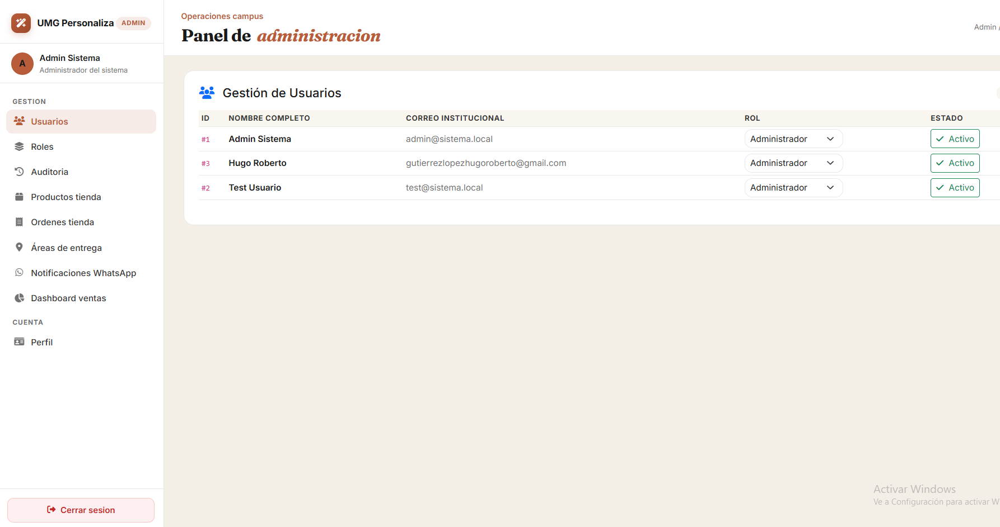 UMG Personaliza ADMIN
Admin Sistema
Administrador del sistema
GESTION
Usuarios
Roles
Auditoria
Productos tienda
Ordenes tienda
Áreas de entrega
Notificaciones WhatsApp
Dashboard ventas
CUENTA
Perfil
Cerrar sesion
Operaciones campus
Panel de administracion
Admin /
Gestión de Usuarios
ID NOMBRE COMPLETO CORREO INSTITUCIONAL ROL ESTADO
#1 Admin Sistema admin@sistema.local Administrador Activo
#3 Hugo Roberto gutierrezlopezhugoroberto@gmail.com Administrador Activo
#2 Test Usuario test@sistema.local Administrador Activo
Activar Windows
Ve a Configuración para activar W